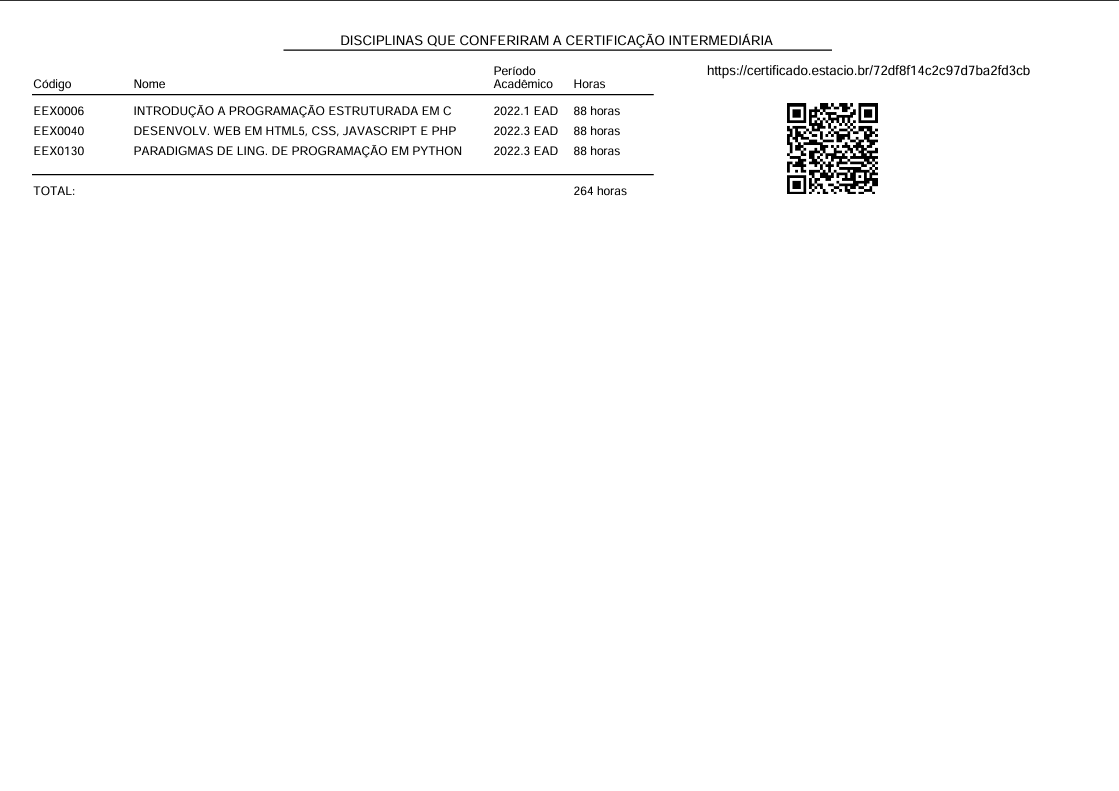 DISCIPLINAS QUE CONFERIRAM A CERTIFICAÇÃO INTERMEDIÁRIA
https://certificado.estacio.br/72df8f14c2c97d7ba2fd3cb
Código Nome Período Acadêmico Horas
EEX0006 INTRODUÇÃO A PROGRAMAÇÃO ESTRUTURADA EM C 2022.1 EAD 88 horas
EEX0040 DESENVOLV. WEB EM HTML5, CSS, JAVASCRIPT E PHP 2022.3 EAD 88 horas
EEX0130 PARADIGMAS DE LING. DE PROGRAMAÇÃO EM PYTHON 2022.3 EAD 88 horas
TOTAL: 264 horas